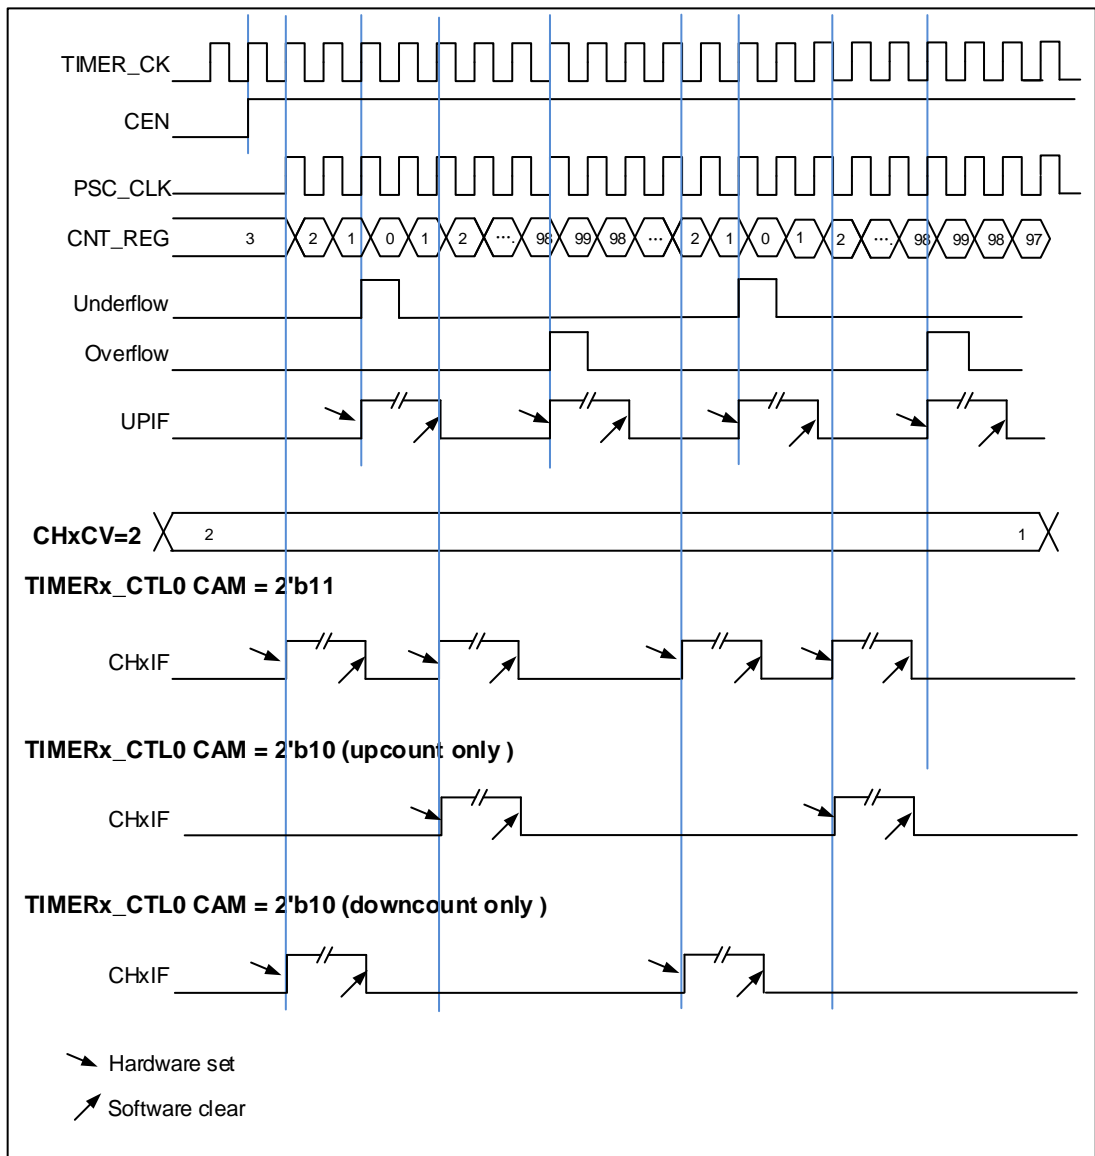 TIMER_CK
CEN
PSC_CLK
CNT_REG 3 2 1 0 1 2 .... 98 99 98 ... 2 1 0 1 2 .... 98 99 98 97
Underflow
Overflow
UPIF
CHxCV=2 2 1
TIMERx_CTL0 CAM = 2'b11
CHxIF
TIMERx_CTL0 CAM = 2'b10 (upcount only )
CHxIF
TIMERx_CTL0 CAM = 2'b10 (downcount only )
CHxIF
Hardware set
Software clear